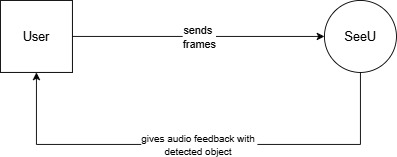 User
sends
frames
SeeU
gives audio feedback with
detected object